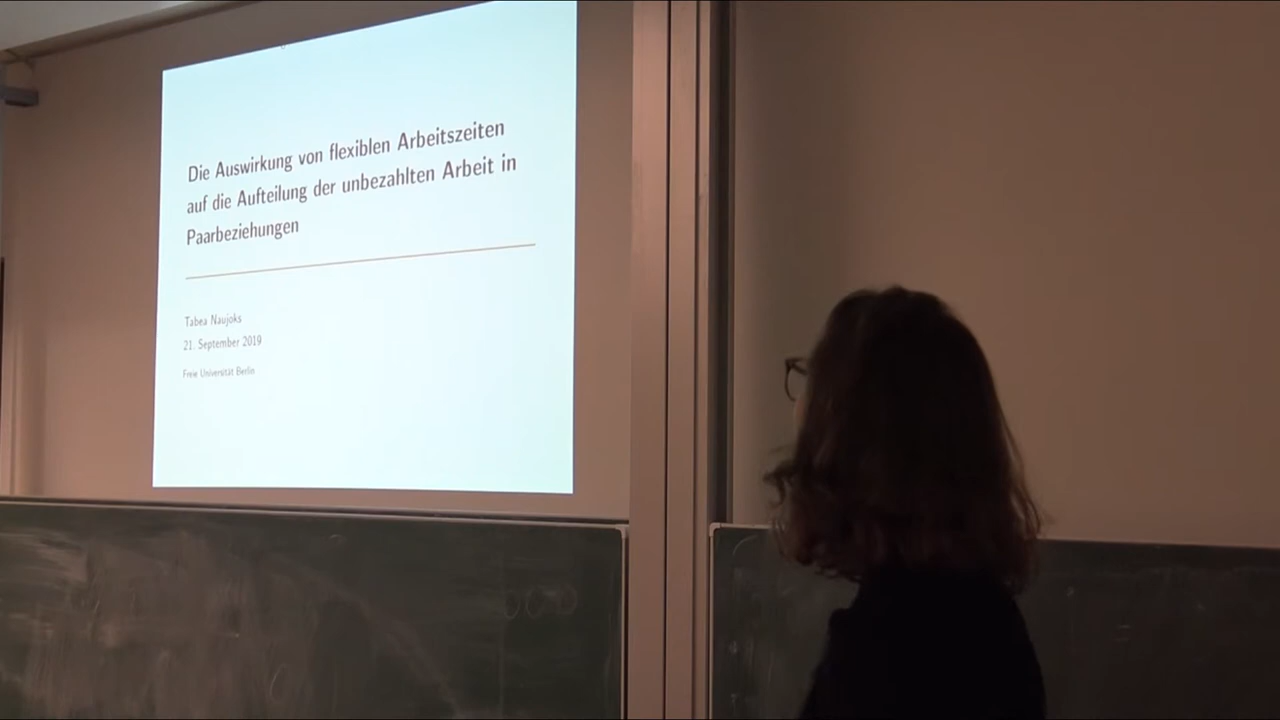 Die Auswirkung von flexiblen Arbeitszeiten
auf die Aufteilung der unbezahlten Arbeit in
Paarbeziehungen
Tabea Naujoks
21. September 2019
Freie Universität Berlin